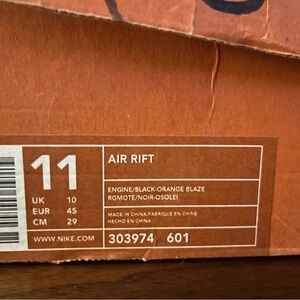 11
UK 10
EUR 45
CM 29
WWW.NIKE.COM
AIR RIFT
ENGINE/BLACK-ORANGE BLAZE
RGMOTE/NOIR-OSOLEI
MADE IN CHINA/FABRIQUE EN CHINE
HECHO EN CHINA
303974 601